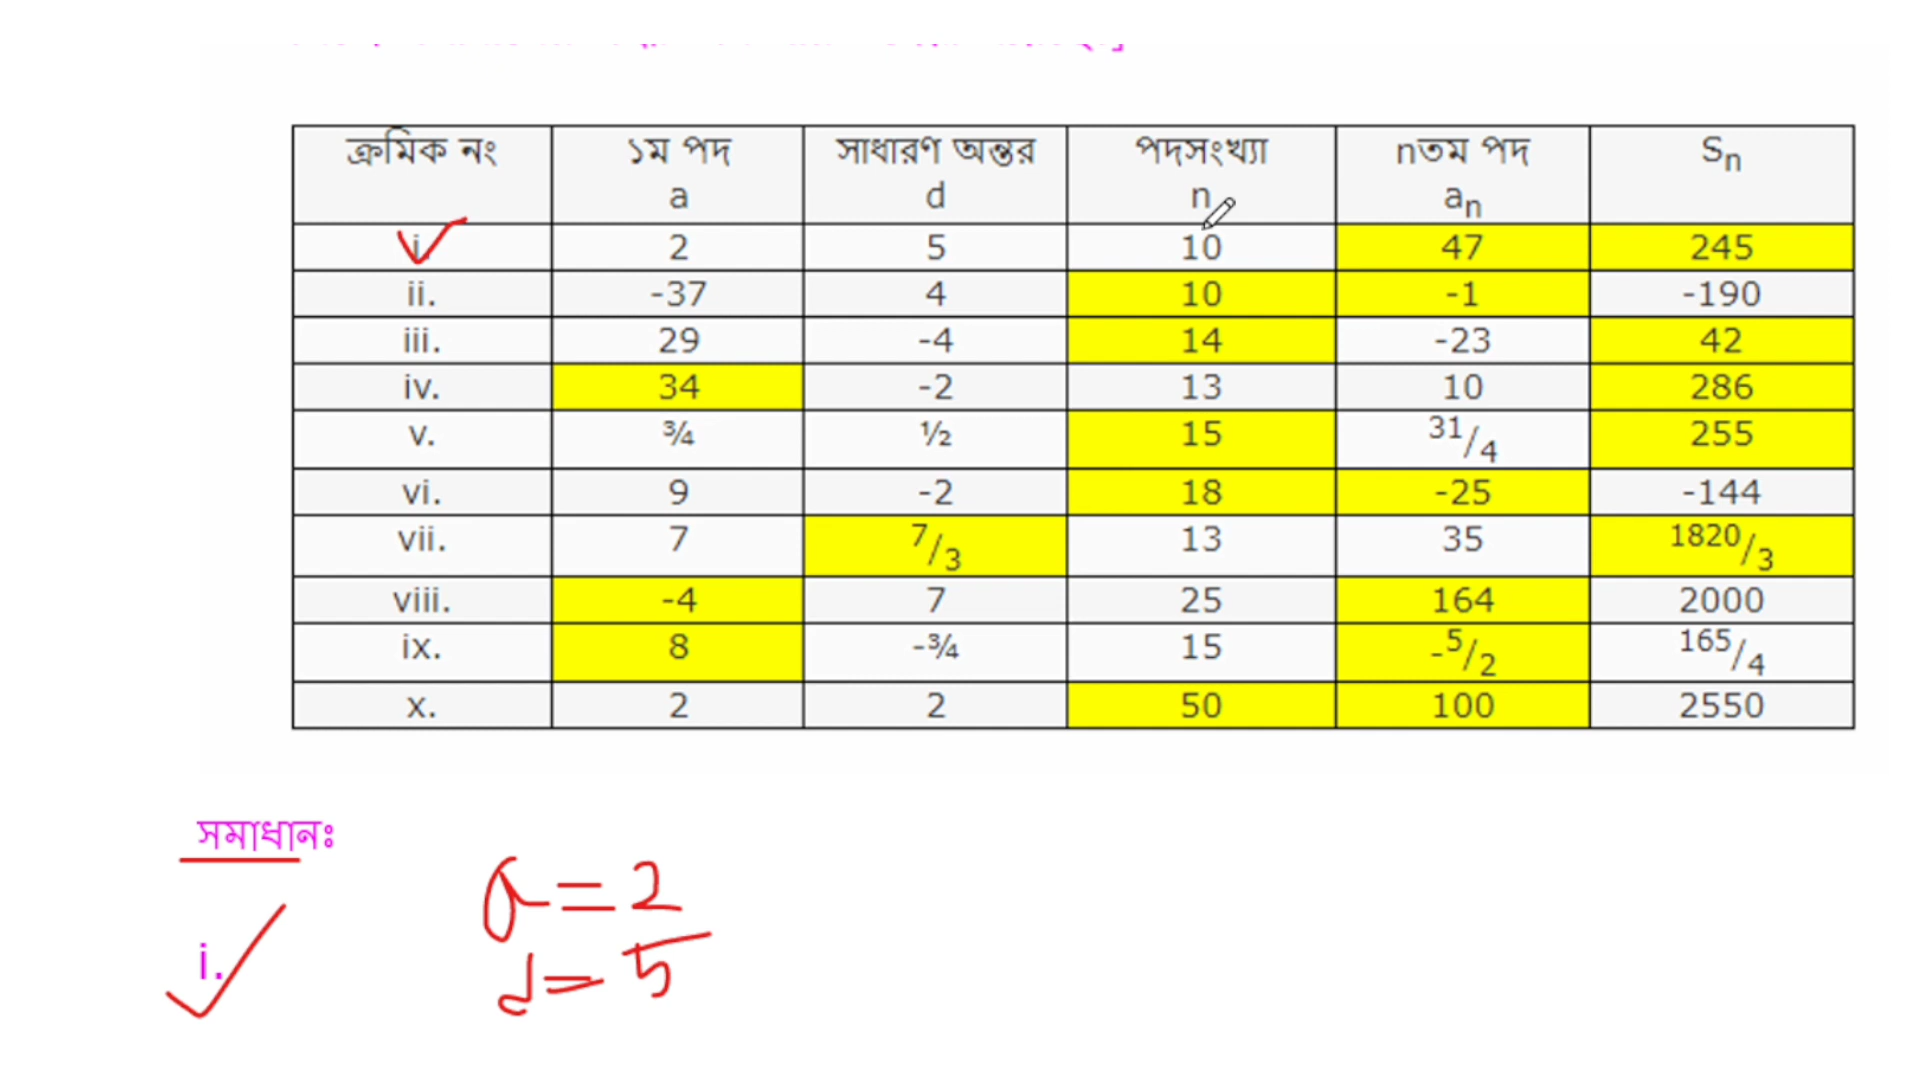 ক্রমিক নং ১ম পদ সাধারণ অন্তর পদসংখ্যা nতম পদ Sn
a d n an
i. 2 5 10 47 245
ii. -37 4 10 -1 -190
iii. 29 -4 14 -23 42
iv. 34 -2 13 10 286
v. ¾ ½ 15 31/4 255
vi. 9 -2 18 -25 -144
vii. 7 7/3 13 35 1820/3
viii. -4 7 25 164 2000
ix. 8 -¾ 15 -5/2 165/4
x. 2 2 50 100 2550
সমাধানঃ
a=2
i.
d=5